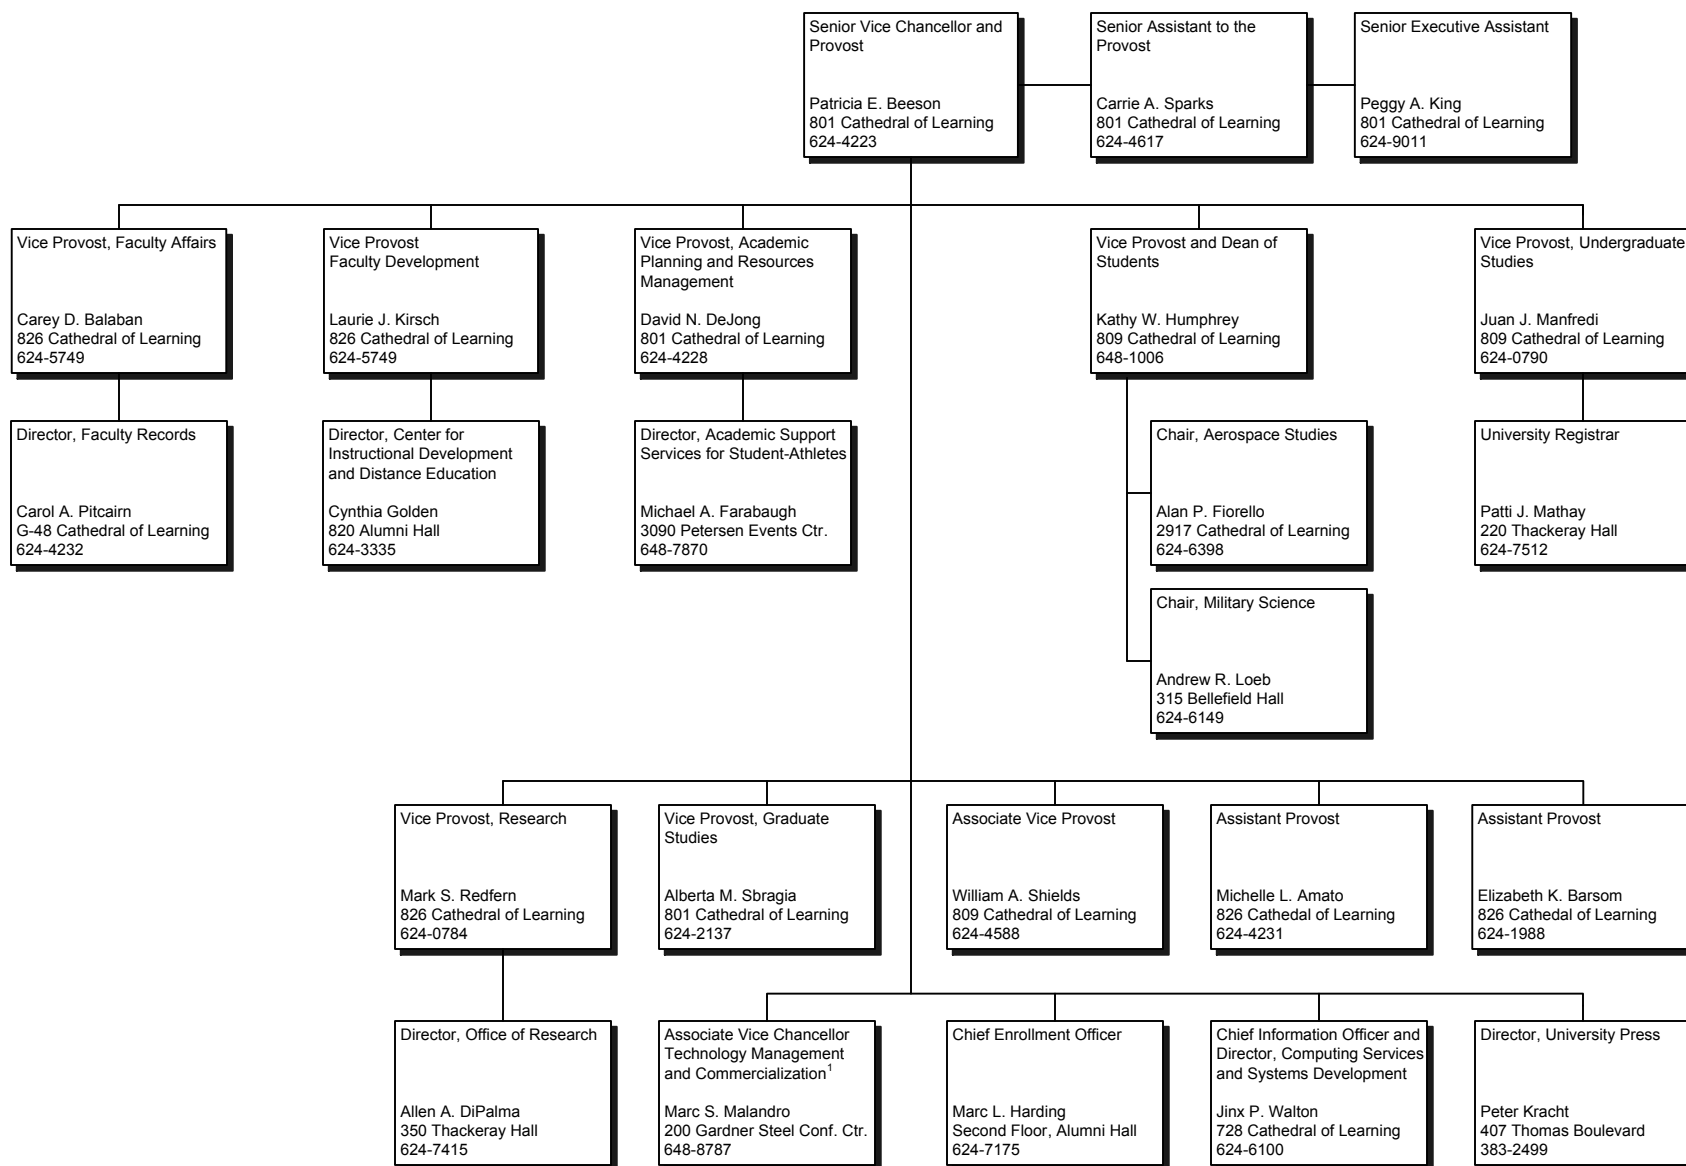 Senior Vice Chancellor and
Provost
Patricia E. Beeson
801 Cathedral of Learning
624-4223
Senior Assistant to the
Provost
Carrie A. Sparks
801 Cathedral of Learning
624-4617
Senior Executive Assistant
Peggy A. King
801 Cathedral of Learning
624-9011
Vice Provost, Faculty Affairs
Carey D. Balaban
826 Cathedral of Learning
624-5749
Vice Provost
Faculty Development
Laurie J. Kirsch
826 Cathedral of Learning
624-5749
Vice Provost, Academic
Planning and Resources
Management
David N. DeJong
801 Cathedral of Learning
624-4228
Vice Provost and Dean of
Students
Kathy W. Humphrey
809 Cathedral of Learning
648-1006
Vice Provost, Undergraduate
Studies
Juan J. Manfredi
809 Cathedral of Learning
624-0790
Director, Faculty Records
Carol A. Pitcairn
G-48 Cathedral of Learning
624-4232
Director, Center for
Instructional Development
and Distance Education
Cynthia Golden
820 Alumni Hall
624-3335
Director, Academic Support
Services for Student-Athletes
Michael A. Farabaugh
3090 Petersen Events Ctr.
648-7870
Chair, Aerospace Studies
Alan P. Fiorello
2917 Cathedral of Learning
624-6398
University Registrar
Patti J. Mathay
220 Thackeray Hall
624-7512
Chair, Military Science
Andrew R. Loeb
315 Bellefield Hall
624-6149
Vice Provost, Research
Mark S. Redfern
826 Cathedral of Learning
624-0784
Vice Provost, Graduate
Studies
Alberta M. Sbragia
801 Cathedral of Learning
624-2137
Associate Vice Provost
William A. Shields
809 Cathedral of Learning
624-4588
Assistant Provost
Michelle L. Amato
826 Cathedal of Learning
624-4231
Assistant Provost
Elizabeth K. Barsom
826 Cathedal of Learning
624-1988
Director, Office of Research
Allen A. DiPalma
350 Thackeray Hall
624-7415
Associate Vice Chancellor
Technology Management
and Commercialization¹
Marc S. Malandro
200 Gardner Steel Conf. Ctr.
648-8787
Chief Enrollment Officer
Marc L. Harding
Second Floor, Alumni Hall
624-7175
Chief Information Officer and
Director, Computing Services
and Systems Development
Jinx P. Walton
728 Cathedral of Learning
624-6100
Director, University Press
Peter Kracht
407 Thomas Boulevard
383-2499